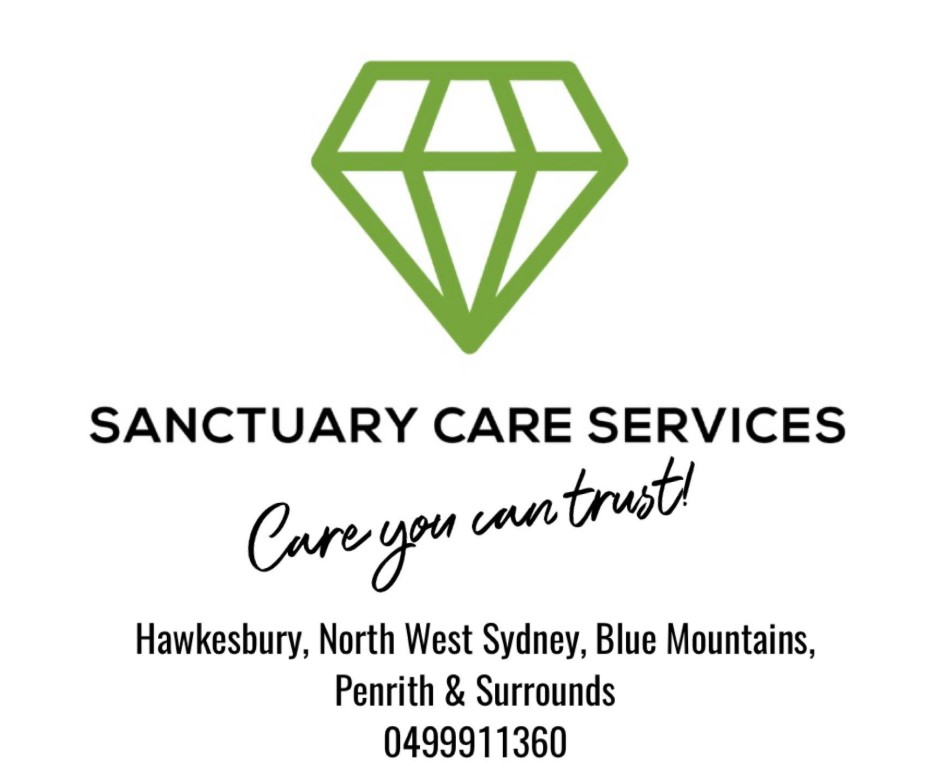 SANCTUARY CARE SERVICES
Care you can trust!
Hawkesbury, North West Sydney, Blue Mountains,
Penrith & Surrounds
0499911360